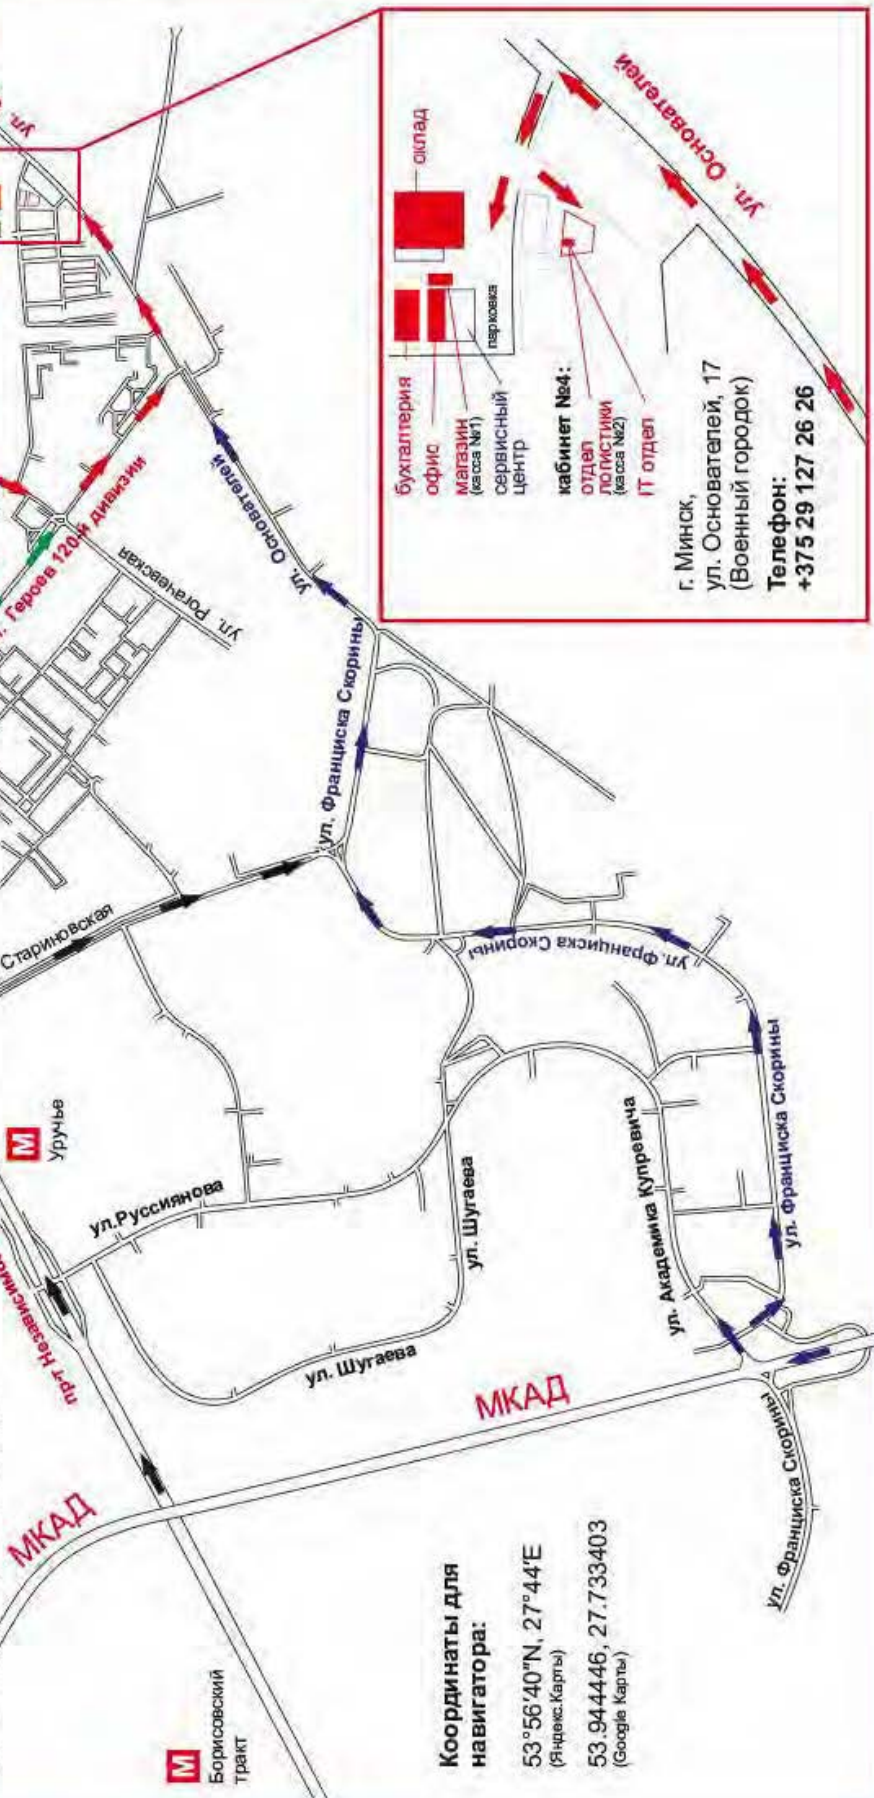 М
Борисовский
тракт
МКАД
пр-т Независимо
М
Уручье
ул.Руссиянова
ул. Шугаева
ул. Шугаева
МКАД
Стариновская
ул. Франциска Скорины
ул. Франциска Скорины
ул. Академика Купревича
ул. Франциска Скорины
ул. Франциска Скорины
Героев 120-й дивизии
ул. Рогачевская
ул. Основателей
ул.
Координаты для
навигатора:
53°56'40"N, 27°44'E
(Яндекс.Карты)
53.944446, 27.733403
(Google Карты)
бухгалтерия
офис
магазин
(касса №1)
сервисный
центр
парковка
оклад
кабинет №4:
отдел
логистики
(касса №2)
IT отдел
ул. Основателей
г. Минск,
ул. Основателей, 17
(Военный городок)
Телефон:
+375 29 127 26 26